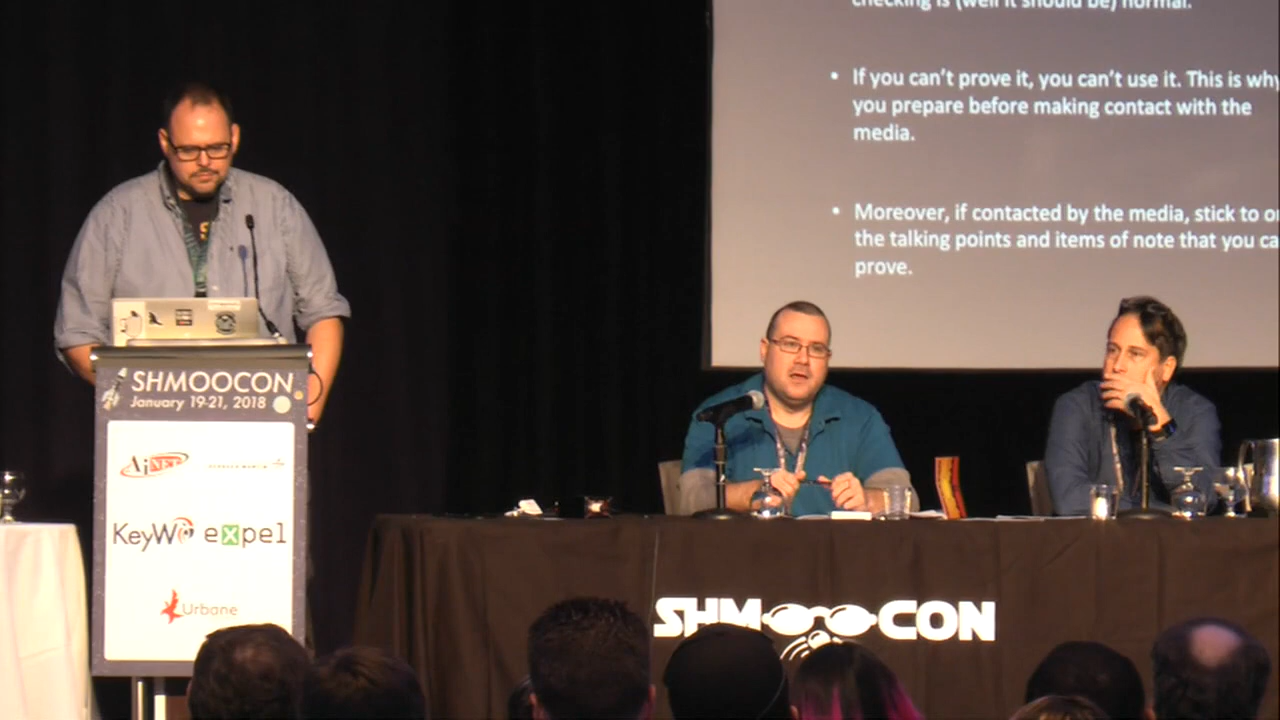 checking is (well it should be) normal.
• If you can't prove it, you can't use it. This is why
you prepare before making contact with the
media.
• Moreover, if contacted by the media, stick to
the talking points and items of note that you
prove.
SHMOOCON
January 19-21, 2018
AiNET
KeyW expel
Urbane
SHMOOCON